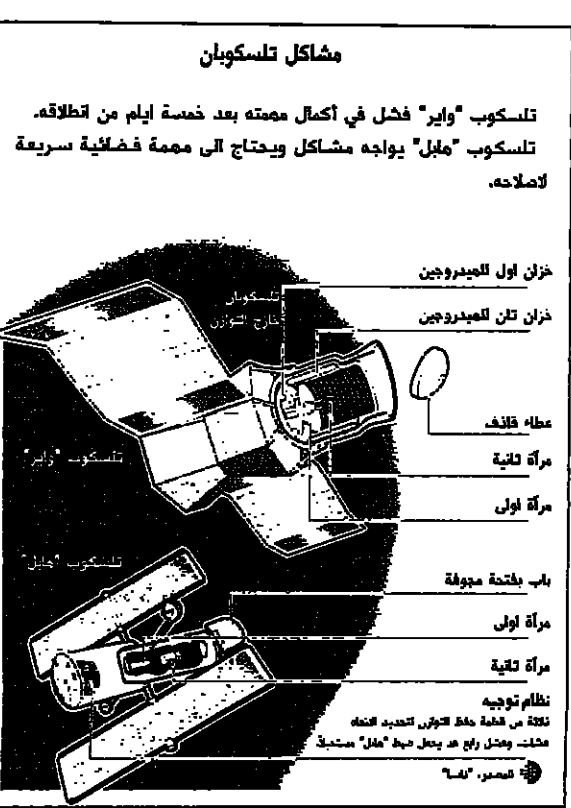 مشاكل تلسكوبان
تلسكوب "واير" فشل في أكمال مهمته بعد خمسة ايام من انطلاقه.
تلسكوب "هابل" يواجه مشاكل ويحتاج الى مهمة فضائية سريعة
لاصلاحه.
خزان اول للهيدروجين
تلسكوبان
خارج التوازن
خزان ثان للهيدروجين
غطاء قاذف
مرآة ثانية
تلسكوب "واير"
مرآة اولى
تلسكوب "هابل"
باب بفتحة مجوفة
مرآة اولى
مرآة ثانية
نظام توجيه
ثلاثة من قطعة حفظ التوازن لتحديد الاتجاه
فشلت، وفشل رابع قد يجعل ضبط "هابل"
المصدر: "ناسا"